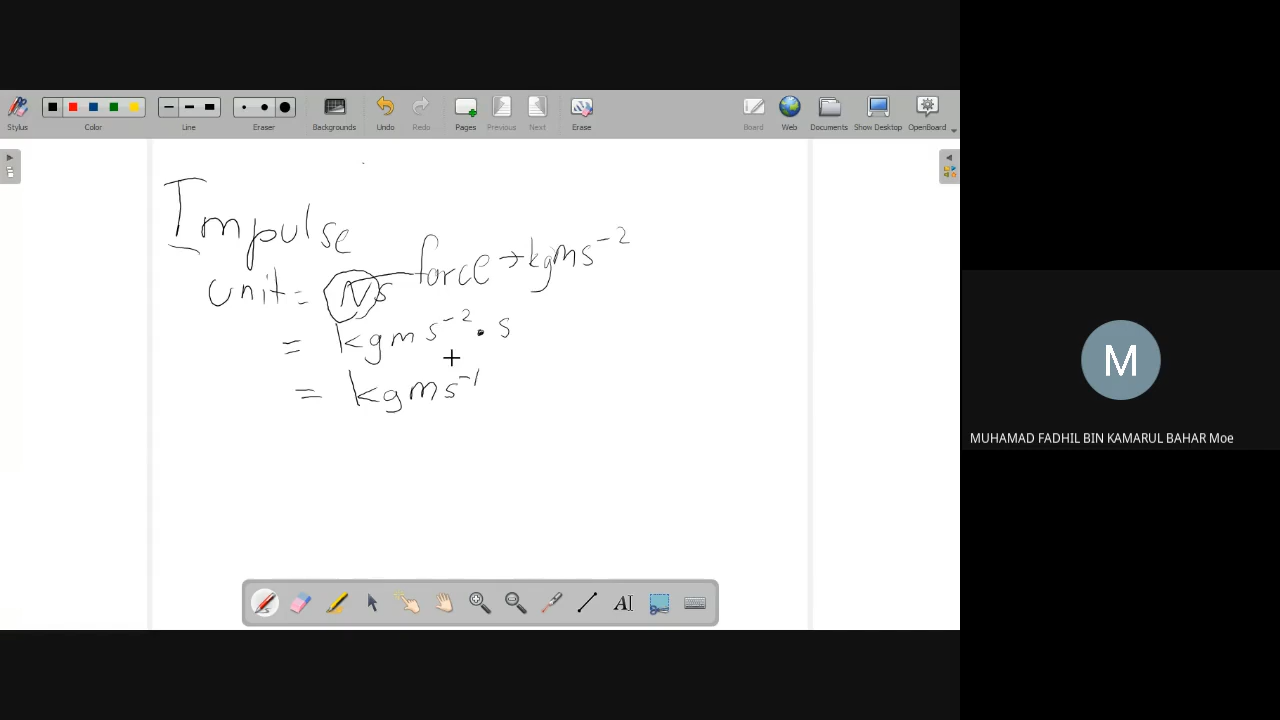 Stylus
Color
Line
Eraser
Backgrounds
Undo
Redo
Pages
Previous
Next
Erase
Board
Web
Documents
Show Desktop
OpenBoard
Impulse
unit = Ns force → kgms⁻²
= kgms⁻² · s
= kgms⁻¹
AI
M
MUHAMAD FADHIL BIN KAMARUL BAHAR Moe